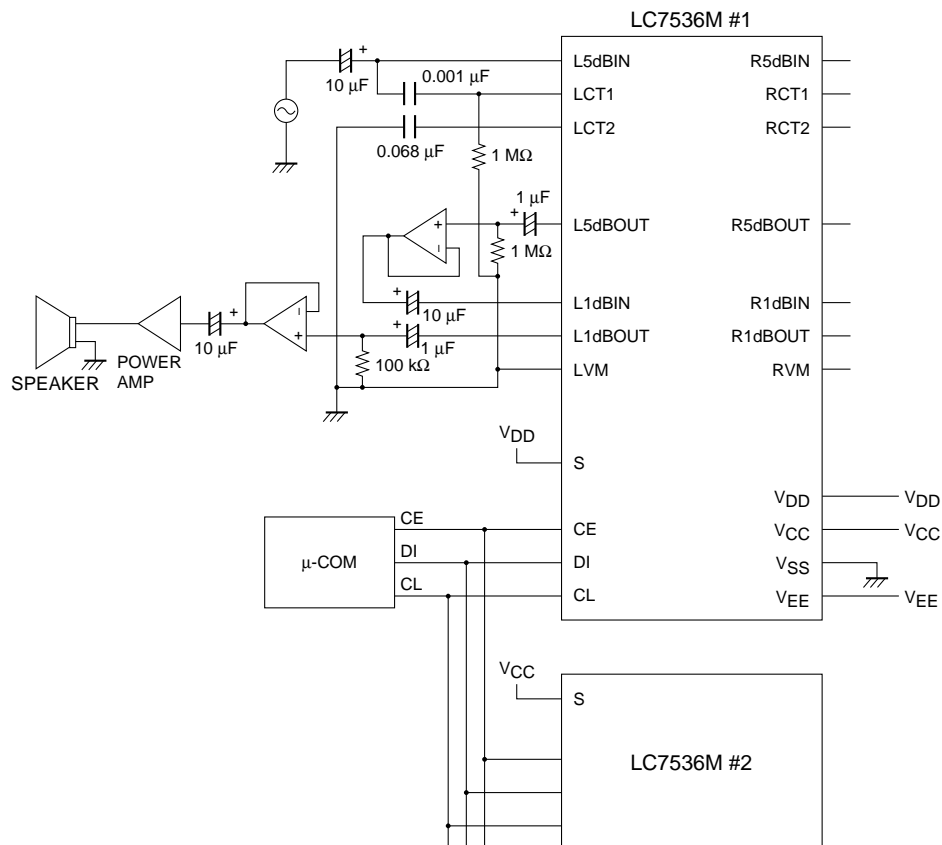 LC7536M #1
+
10 µF
0.001 µF
0.068 µF
1 MΩ
L5dBIN
LCT1
LCT2
R5dBIN
RCT1
RCT2
1 µF
+
+
–
1 MΩ
L5dBOUT
R5dBOUT
+
10 µF
L1dBIN
R1dBIN
+
1 µF
L1dBOUT
R1dBOUT
–
+
+
10 µF
100 kΩ
POWER
AMP
SPEAKER
LVM
RVM
VDD
S
VDD
VDD
µ-COM
CE
CE
VCC
VCC
DI
DI
VSS
CL
CL
VEE
VEE
VCC
S
LC7536M #2